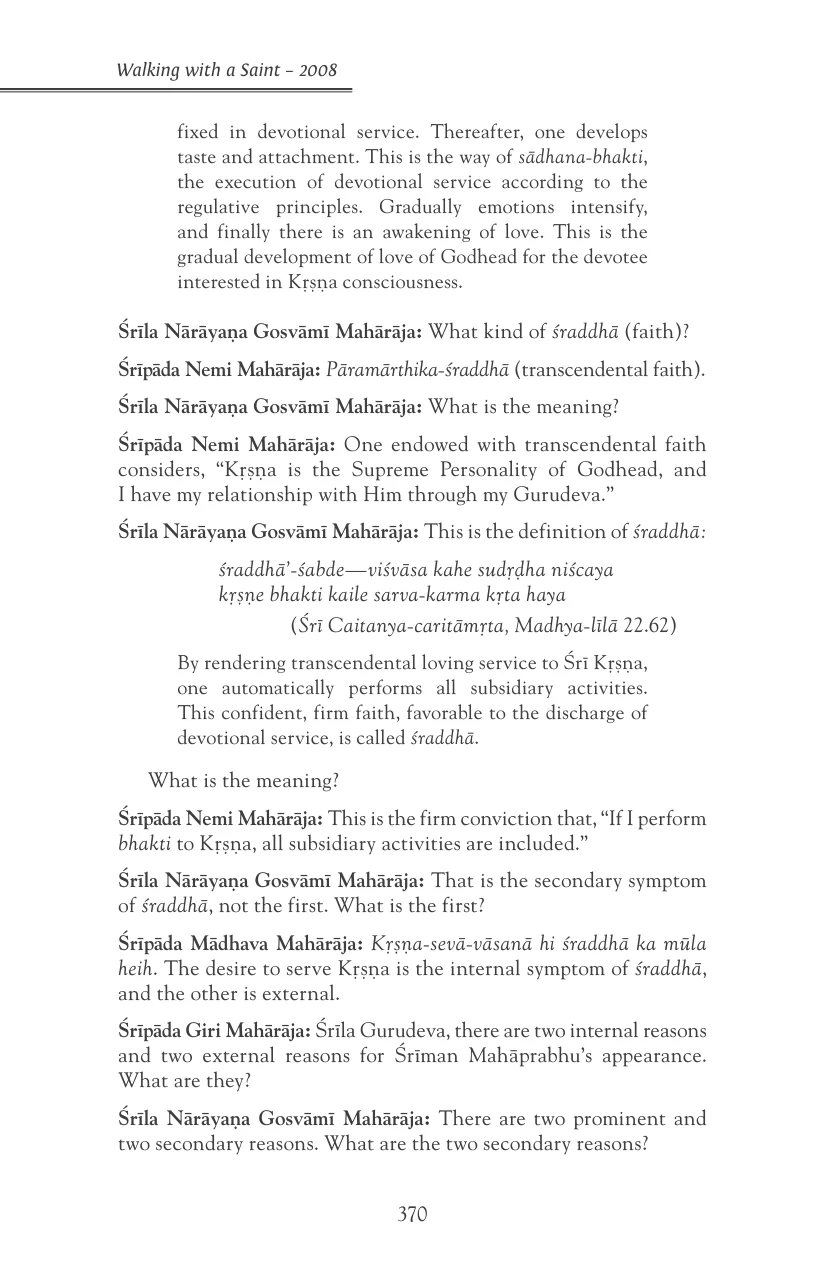 Walking with a Saint – 2008
fixed in devotional service. Thereafter, one develops
taste and attachment. This is the way of sādhana-bhakti,
the execution of devotional service according to the
regulative principles. Gradually emotions intensify,
and finally there is an awakening of love. This is the
gradual development of love of Godhead for the devotee
interested in Kṛṣṇa consciousness.
Śrīla Nārāyaṇa Gosvāmī Mahārāja: What kind of śraddhā (faith)?
Śrīpāda Nemi Mahārāja: Pāramārthika-śraddhā (transcendental faith).
Śrīla Nārāyaṇa Gosvāmī Mahārāja: What is the meaning?
Śrīpāda Nemi Mahārāja: One endowed with transcendental faith
considers, “Kṛṣṇa is the Supreme Personality of Godhead, and
I have my relationship with Him through my Gurudeva.”
Śrīla Nārāyaṇa Gosvāmī Mahārāja: This is the definition of śraddhā:
śraddhā’-śabde—viśvāsa kahe sudṛḍha niścaya
kṛṣṇe bhakti kaile sarva-karma kṛta haya
(Śrī Caitanya-caritāmṛta, Madhya-līlā 22.62)
By rendering transcendental loving service to Śrī Kṛṣṇa,
one automatically performs all subsidiary activities.
This confident, firm faith, favorable to the discharge of
devotional service, is called śraddhā.
What is the meaning?
Śrīpāda Nemi Mahārāja: This is the firm conviction that, “If I perform
bhakti to Kṛṣṇa, all subsidiary activities are included.”
Śrīla Nārāyaṇa Gosvāmī Mahārāja: That is the secondary symptom
of śraddhā, not the first. What is the first?
Śrīpāda Mādhava Mahārāja: Kṛṣṇa-sevā-vāsanā hi śraddhā ka mūla
heih. The desire to serve Kṛṣṇa is the internal symptom of śraddhā,
and the other is external.
Śrīpāda Giri Mahārāja: Śrīla Gurudeva, there are two internal reasons
and two external reasons for Śrīman Mahāprabhu’s appearance.
What are they?
Śrīla Nārāyaṇa Gosvāmī Mahārāja: There are two prominent and
two secondary reasons. What are the two secondary reasons?
370